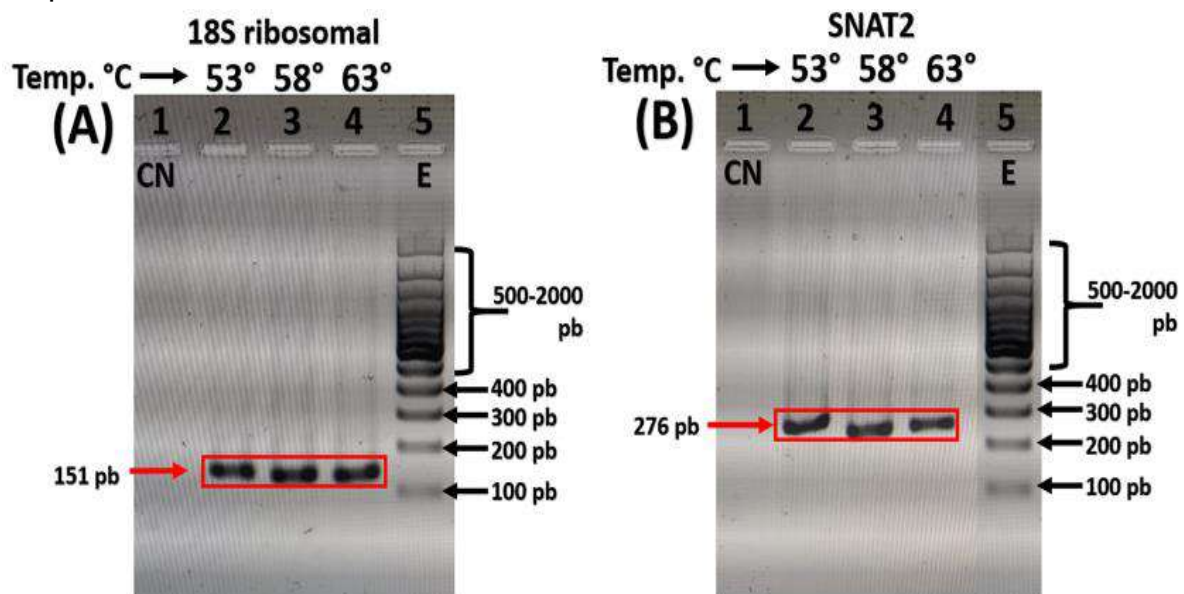 18S ribosomal
Temp. °C → 53° 58° 63°
(A) 1 2 3 4 5
CN E
500-2000
pb
400 pb
300 pb
200 pb
151 pb
100 pb
SNAT2
Temp. °C → 53° 58° 63°
(B) 1 2 3 4 5
CN E
500-2000
pb
400 pb
300 pb
276 pb
200 pb
100 pb